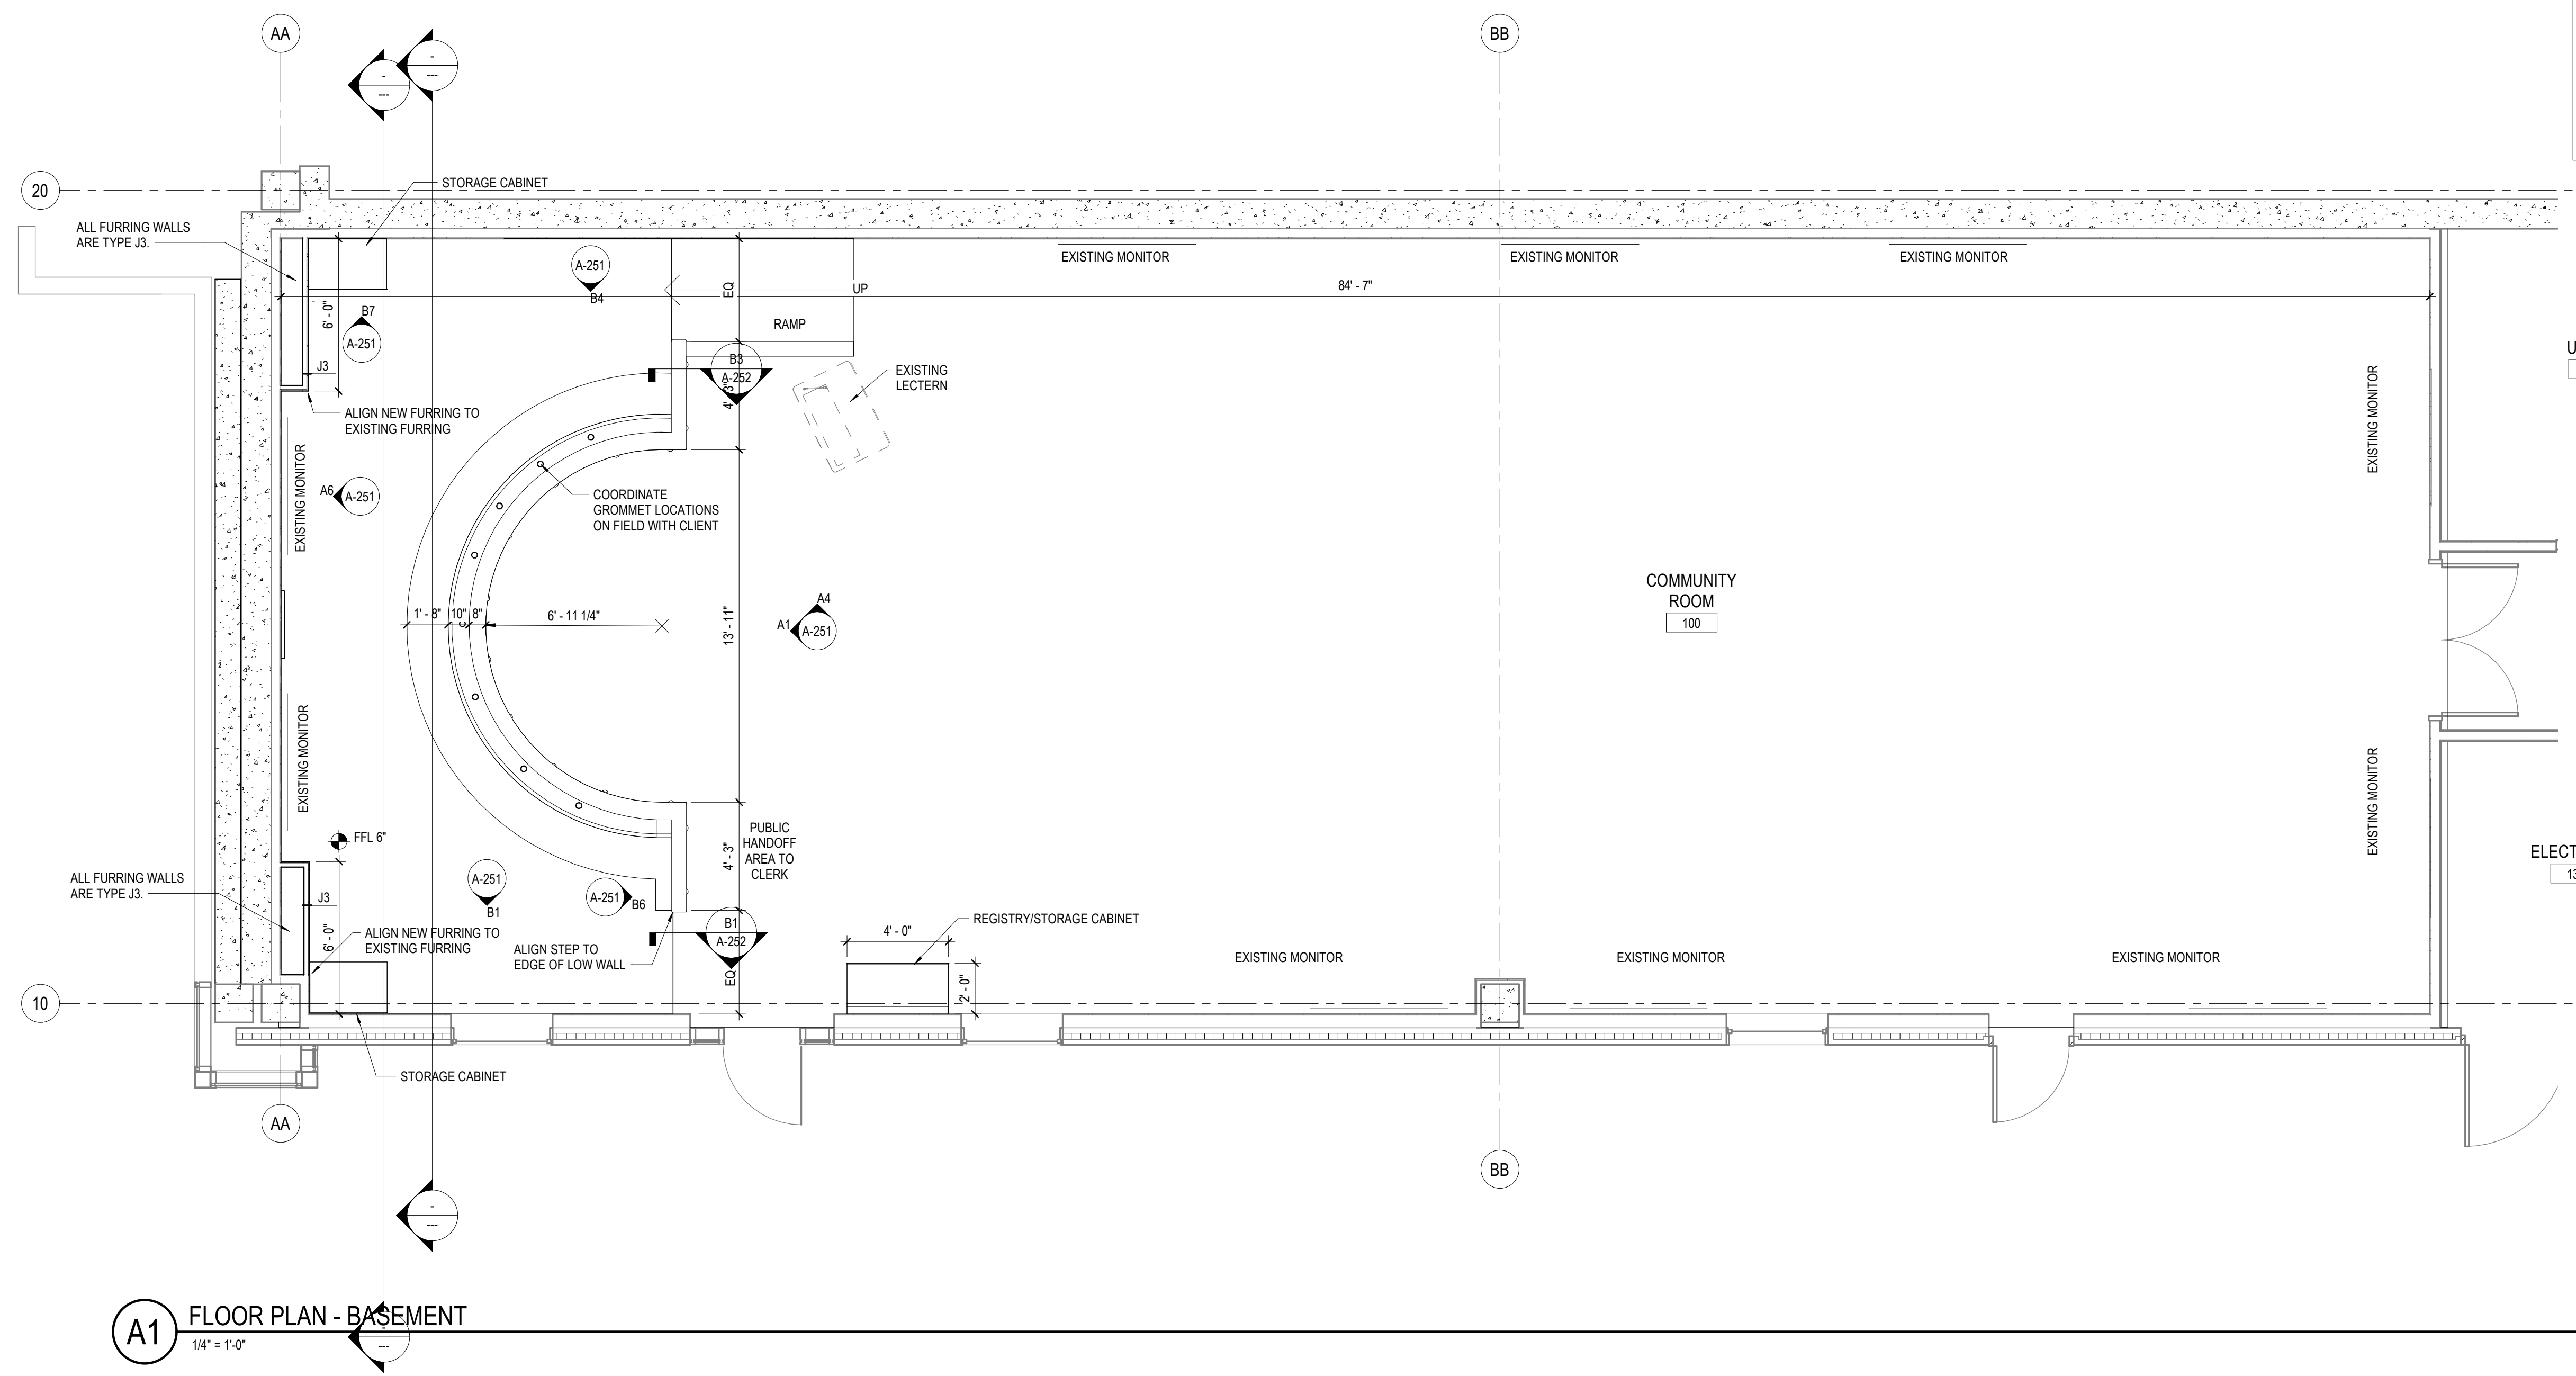 AA
BB
-
---
-
---
20
STORAGE CABINET
ALL FURRING WALLS
ARE TYPE J3.
A-251
B4
EQ
UP
RAMP
EXISTING MONITOR
EXISTING MONITOR
EXISTING MONITOR
84' - 7"
6' - 0"
B7
A-251
J3
B3
A-252
4' - 3"
EXISTING
LECTERN
ALIGN NEW FURRING TO
EXISTING FURRING
EXISTING MONITOR
EXISTING MONITOR
A6
A-251
COORDINATE
GROMMET LOCATIONS
ON FIELD WITH CLIENT
COMMUNITY
ROOM
100
1' - 8"
10"
8"
6' - 11 1/4"
13' - 11"
A4
A1
A-251
EXISTING MONITOR
EXISTING MONITOR
FFL 6"
PUBLIC
HANDOFF
AREA TO
CLERK
4' - 3"
ALL FURRING WALLS
ARE TYPE J3.
J3
A-251
B1
A-251
B6
6' - 0"
ALIGN NEW FURRING TO
EXISTING FURRING
ALIGN STEP TO
EDGE OF LOW WALL
B1
A-252
EQ
REGISTRY/STORAGE CABINET
4' - 0"
2' - 0"
EXISTING MONITOR
EXISTING MONITOR
EXISTING MONITOR
10
STORAGE CABINET
AA
BB
-
---
A1
FLOOR PLAN - BASEMENT
1/4" = 1'-0"
-
---